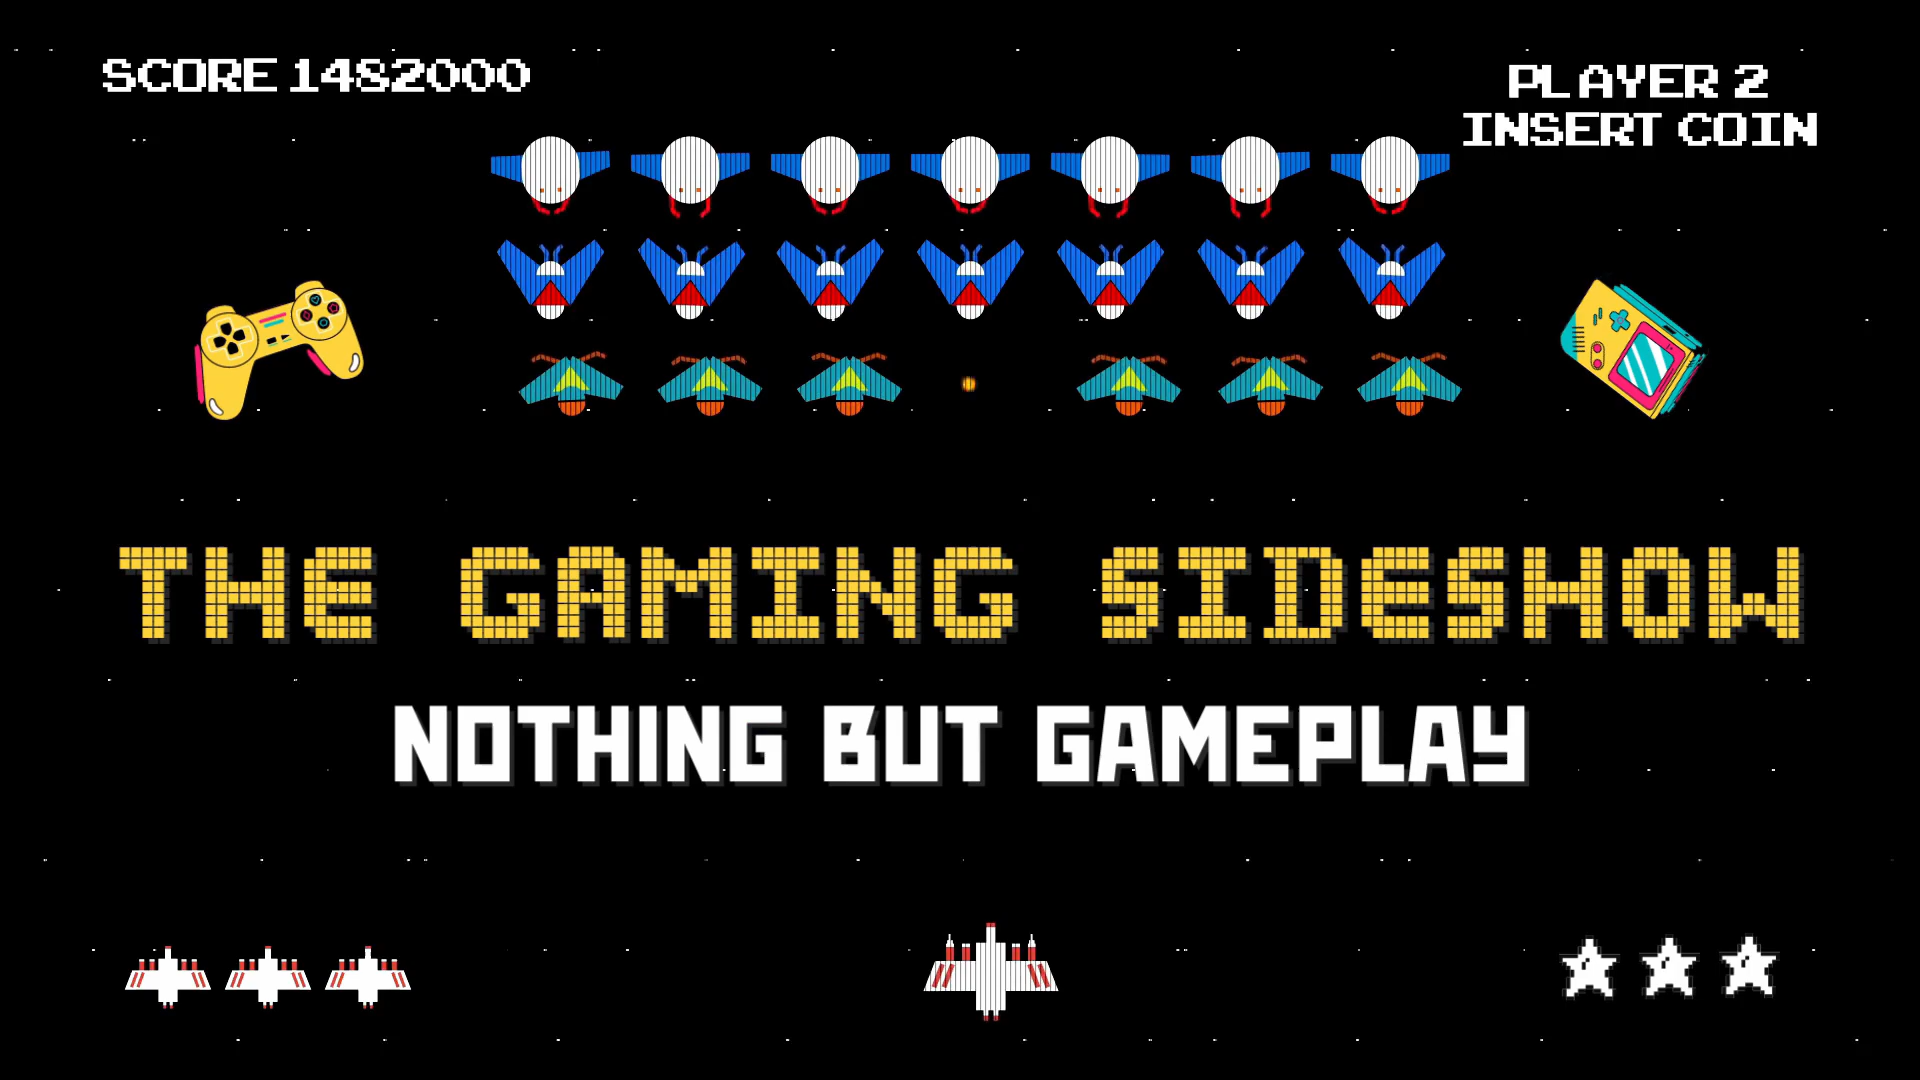 SCORE 1482000
PLAYER 2
INSERT COIN
THE GAMING SIDESHOW
NOTHING BUT GAMEPLAY